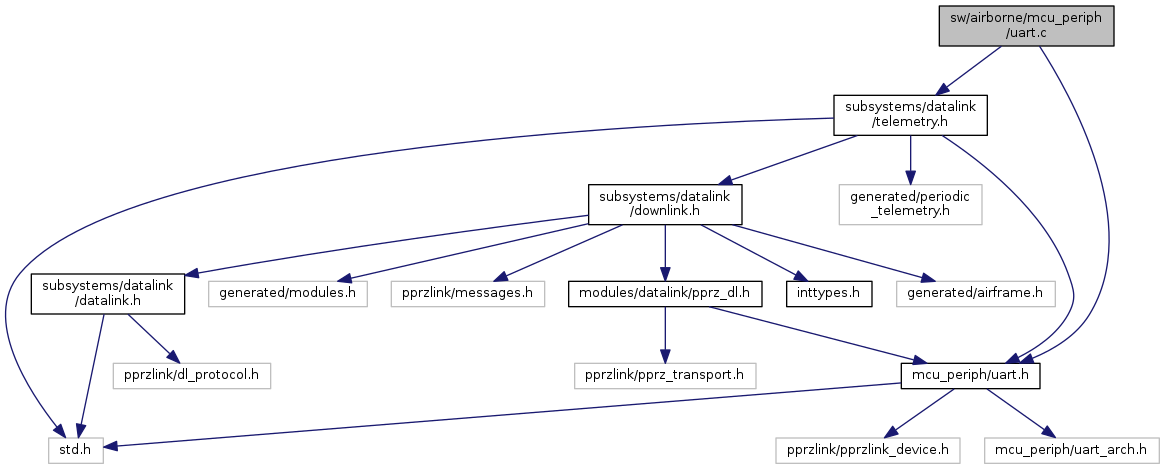 sw/airborne/mcu_periph
/uart.c
subsystems/datalink
/telemetry.h
subsystems/datalink
/downlink.h
generated/periodic
_telemetry.h
subsystems/datalink
/datalink.h
generated/modules.h
pprzlink/messages.h
modules/datalink/pprz_dl.h
inttypes.h
generated/airframe.h
pprzlink/dl_protocol.h
pprzlink/pprz_transport.h
mcu_periph/uart.h
std.h
pprzlink/pprzlink_device.h
mcu_periph/uart_arch.h